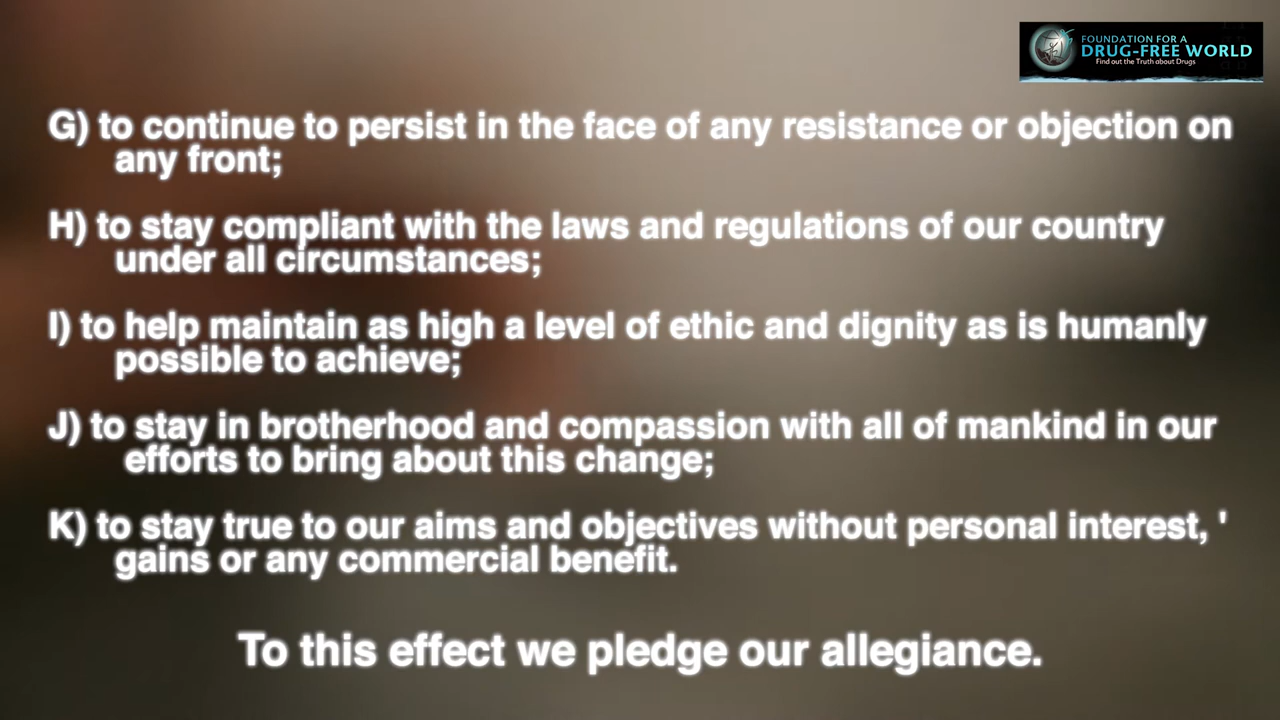 FOUNDATION FOR A
DRUG-FREE WORLD
Find out the Truth about Drugs
G) to continue to persist in the face of any resistance or objection on
any front;
H) to stay compliant with the laws and regulations of our country
under all circumstances;
I) to help maintain as high a level of ethic and dignity as is humanly
possible to achieve;
J) to stay in brotherhood and compassion with all of mankind in our
efforts to bring about this change;
K) to stay true to our aims and objectives without personal interest, '
gains or any commercial benefit.
To this effect we pledge our allegiance.